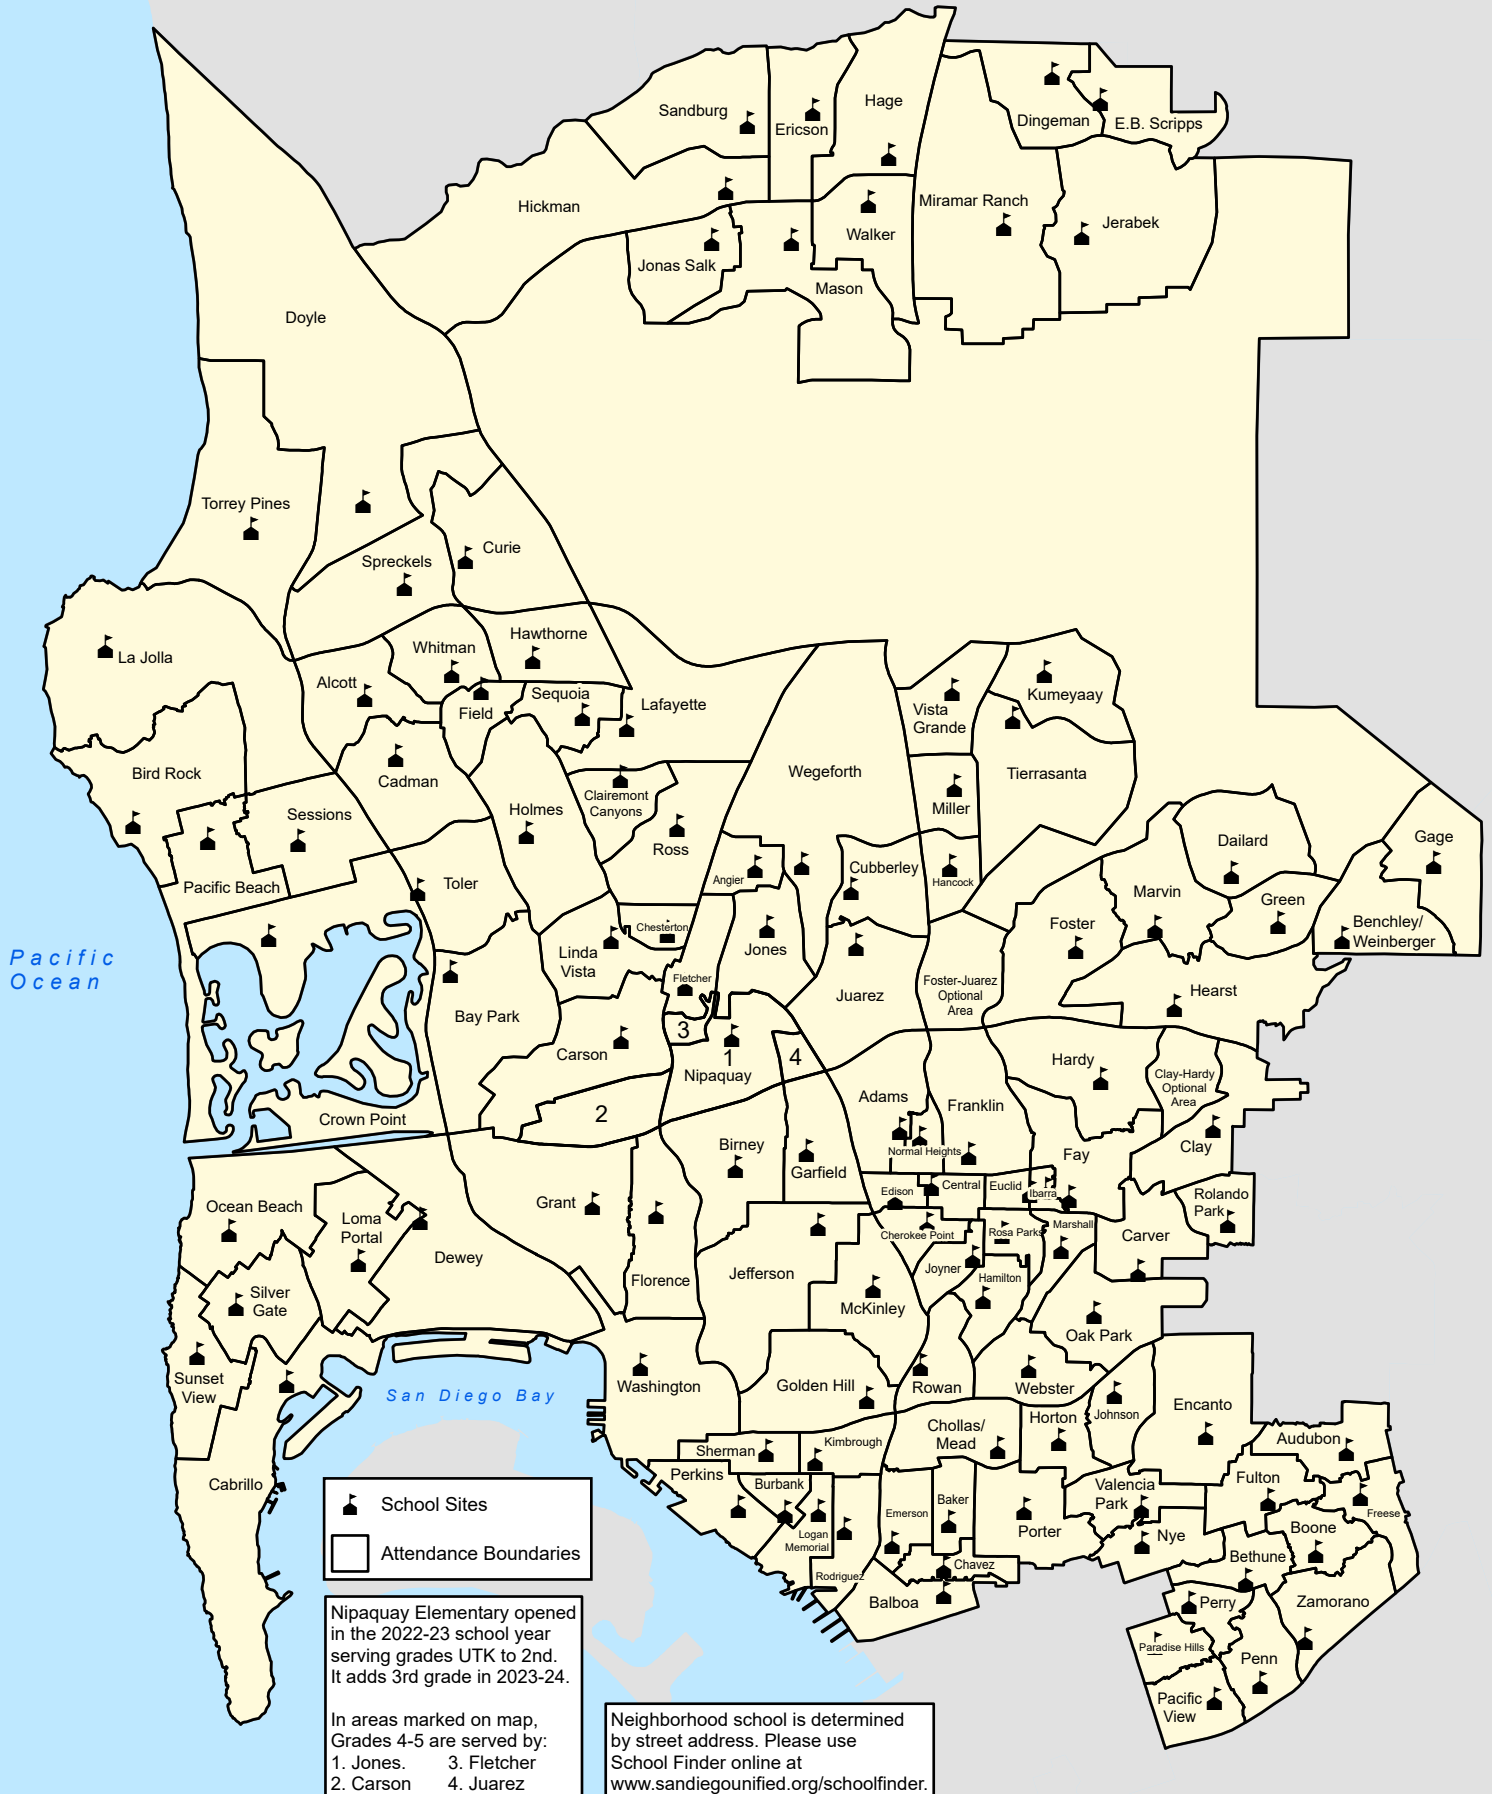 Sandburg
Ericson
Hage
Dingeman
E.B. Scripps
Hickman
Miramar Ranch
Jerabek
Walker
Jonas Salk
Mason
Doyle
Torrey Pines
Spreckels
Curie
La Jolla
Whitman
Hawthorne
Alcott
Field
Sequoia
Lafayette
Vista
Grande
Kumeyaay
Bird Rock
Cadman
Wegeforth
Tierrasanta
Sessions
Holmes
Clairemont
Canyons
Miller
Ross
Dailard
Gage
Pacific Beach
Toler
Angier
Cubberley
Hancock
Marvin
Green
Foster
Benchley/
Weinberger
Pacific
Ocean
Linda
Vista
Chesterton
Jones
Fletcher
Juarez
Foster-Juarez
Optional
Area
Hearst
Bay Park
Carson
3
1
Nipaquay
4
Hardy
Clay-Hardy
Optional
Area
2
Crown Point
Adams
Franklin
Normal Heights
Fay
Clay
Birney
Garfield
Ocean Beach
Loma
Portal
Grant
Edison
Central
Euclid
Ibarra
Rolando
Park
Cherokee Point
Rosa Parks
Marshall
Carver
Dewey
Florence
Jefferson
Joyner
Hamilton
Silver
Gate
McKinley
Oak Park
Sunset
View
San Diego Bay
Washington
Golden Hill
Rowan
Webster
Johnson
Encanto
Chollas/
Mead
Horton
Audubon
Sherman
Kimbrough
Cabrillo
Perkins
Burbank
Logan
Memorial
Emerson
Baker
Porter
Valencia
Park
Nye
Fulton
Freese
Boone
Bethune
Rodriguez
Chavez
Balboa
Perry
Zamorano
Paradise Hills
Penn
Pacific
View
School Sites
Attendance Boundaries
Nipaquay Elementary opened
in the 2022-23 school year
serving grades UTK to 2nd.
It adds 3rd grade in 2023-24.
In areas marked on map,
Grades 4-5 are served by:
1. Jones. 3. Fletcher
2. Carson 4. Juarez
Neighborhood school is determined
by street address. Please use
School Finder online at
www.sandiegounified.org/schoolfinder.